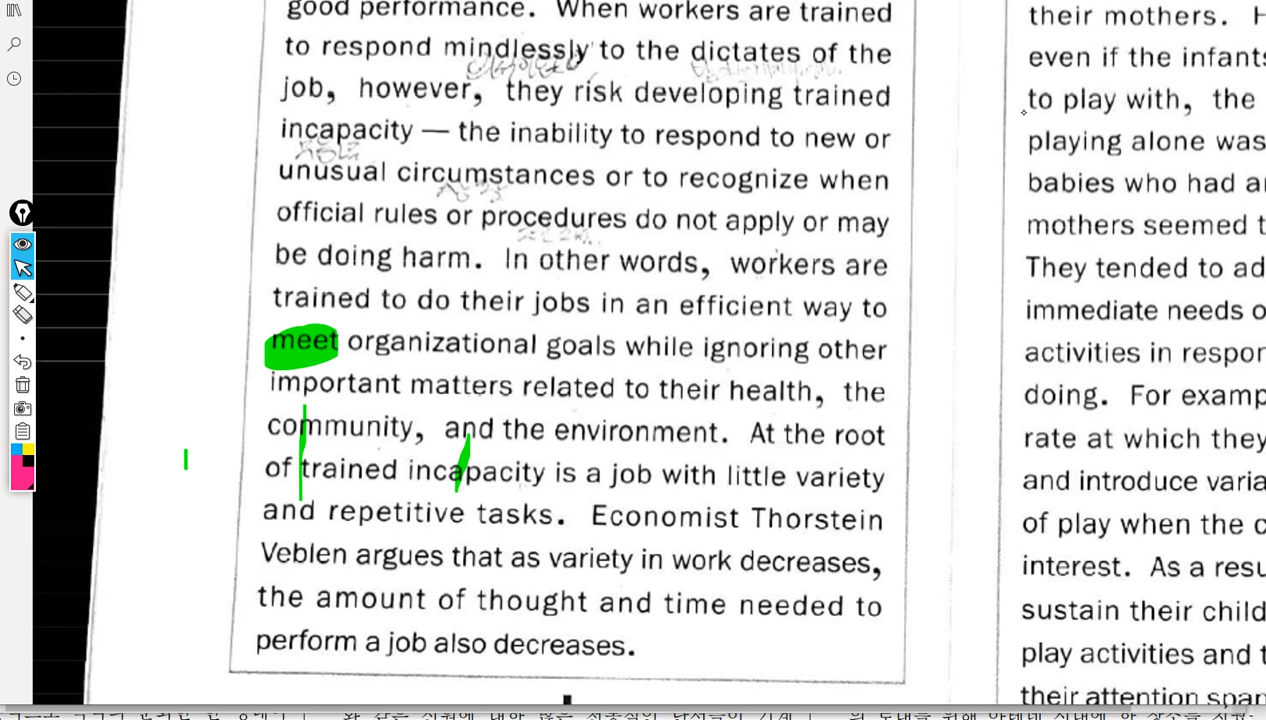 good performance. When workers are trained
to respond mindlessly to the dictates of the
job, however, they risk developing trained
incapacity — the inability to respond to new or
unusual circumstances or to recognize when
official rules or procedures do not apply or may
be doing harm. In other words, workers are
trained to do their jobs in an efficient way to
meet organizational goals while ignoring other
important matters related to their health, the
community, and the environment. At the root
of trained incapacity is a job with little variety
and repetitive tasks. Economist Thorstein
Veblen argues that as variety in work decreases,
the amount of thought and time needed to
perform a job also decreases.
their mothers. H
even if the infants
to play with, the
playing alone was
babies who had a
mothers seemed t
They tended to ad
immediate needs o
activities in respon
doing. For examp
rate at which they
and introduce varia
of play when the c
interest. As a resu
sustain their child
play activities and t
their attention span